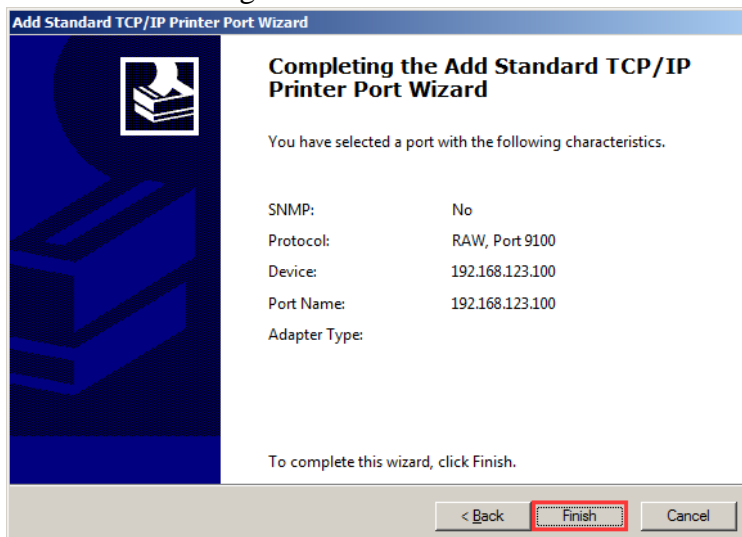 Add Standard TCP/IP Printer Port Wizard
Completing the Add Standard TCP/IP
Printer Port Wizard
You have selected a port with the following characteristics.
SNMP: No
Protocol: RAW, Port 9100
Device: 192.168.123.100
Port Name: 192.168.123.100
Adapter Type:
To complete this wizard, click Finish.
< Back Finish Cancel